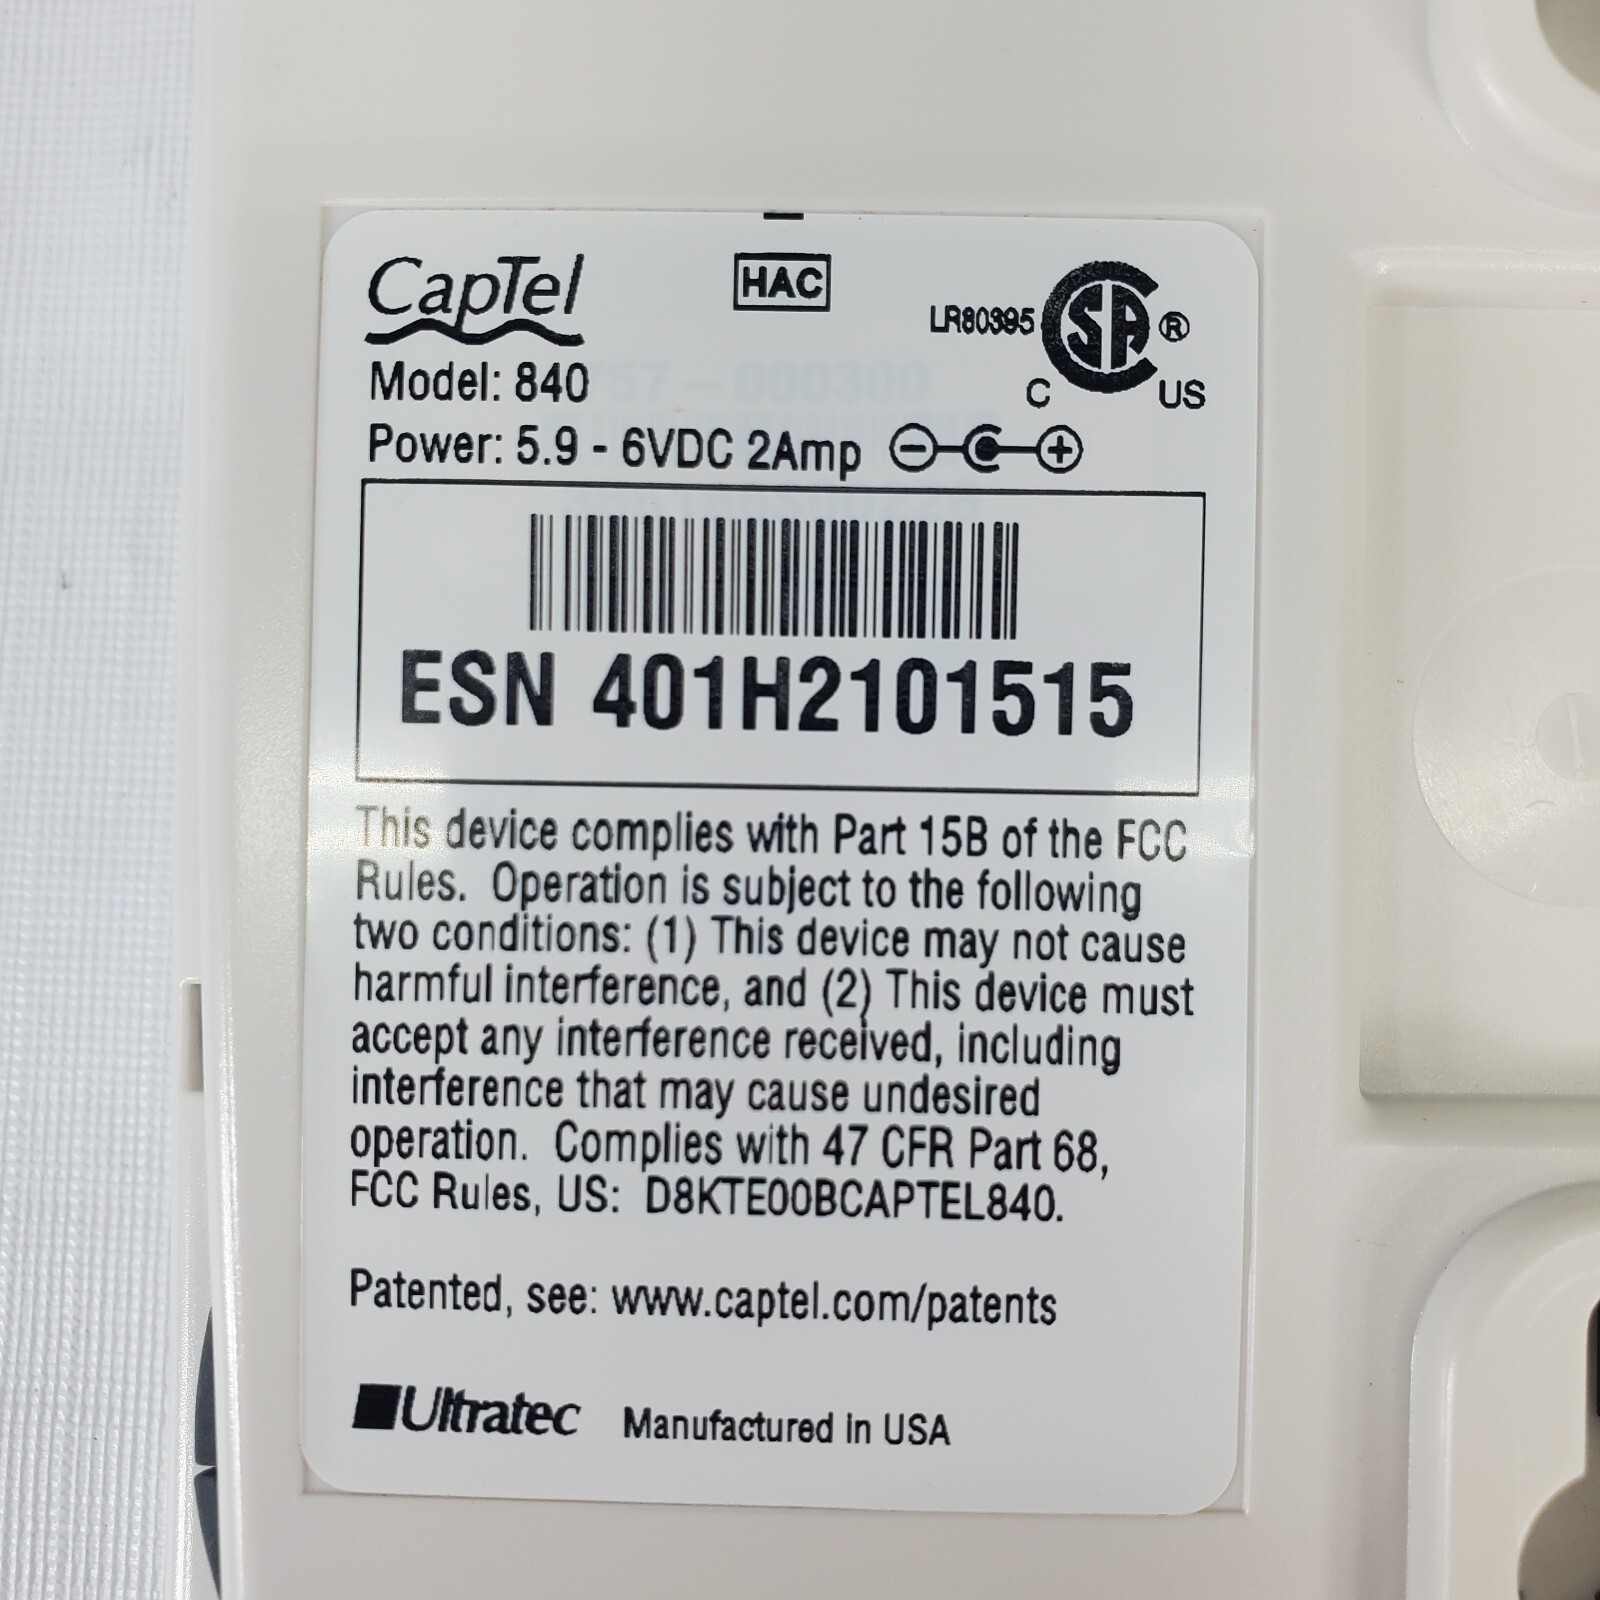 CapTel
HAC
LR80395
SA ®
C US
Model: 840
Power: 5.9 - 6VDC 2Amp
ESN 401H2101515
This device complies with Part 15B of the FCC
Rules. Operation is subject to the following
two conditions: (1) This device may not cause
harmful interference, and (2) This device must
accept any interference received, including
interference that may cause undesired
operation. Complies with 47 CFR Part 68,
FCC Rules, US: D8KTE00BCAPTEL840.
Patented, see: www.captel.com/patents
Ultratec Manufactured in USA